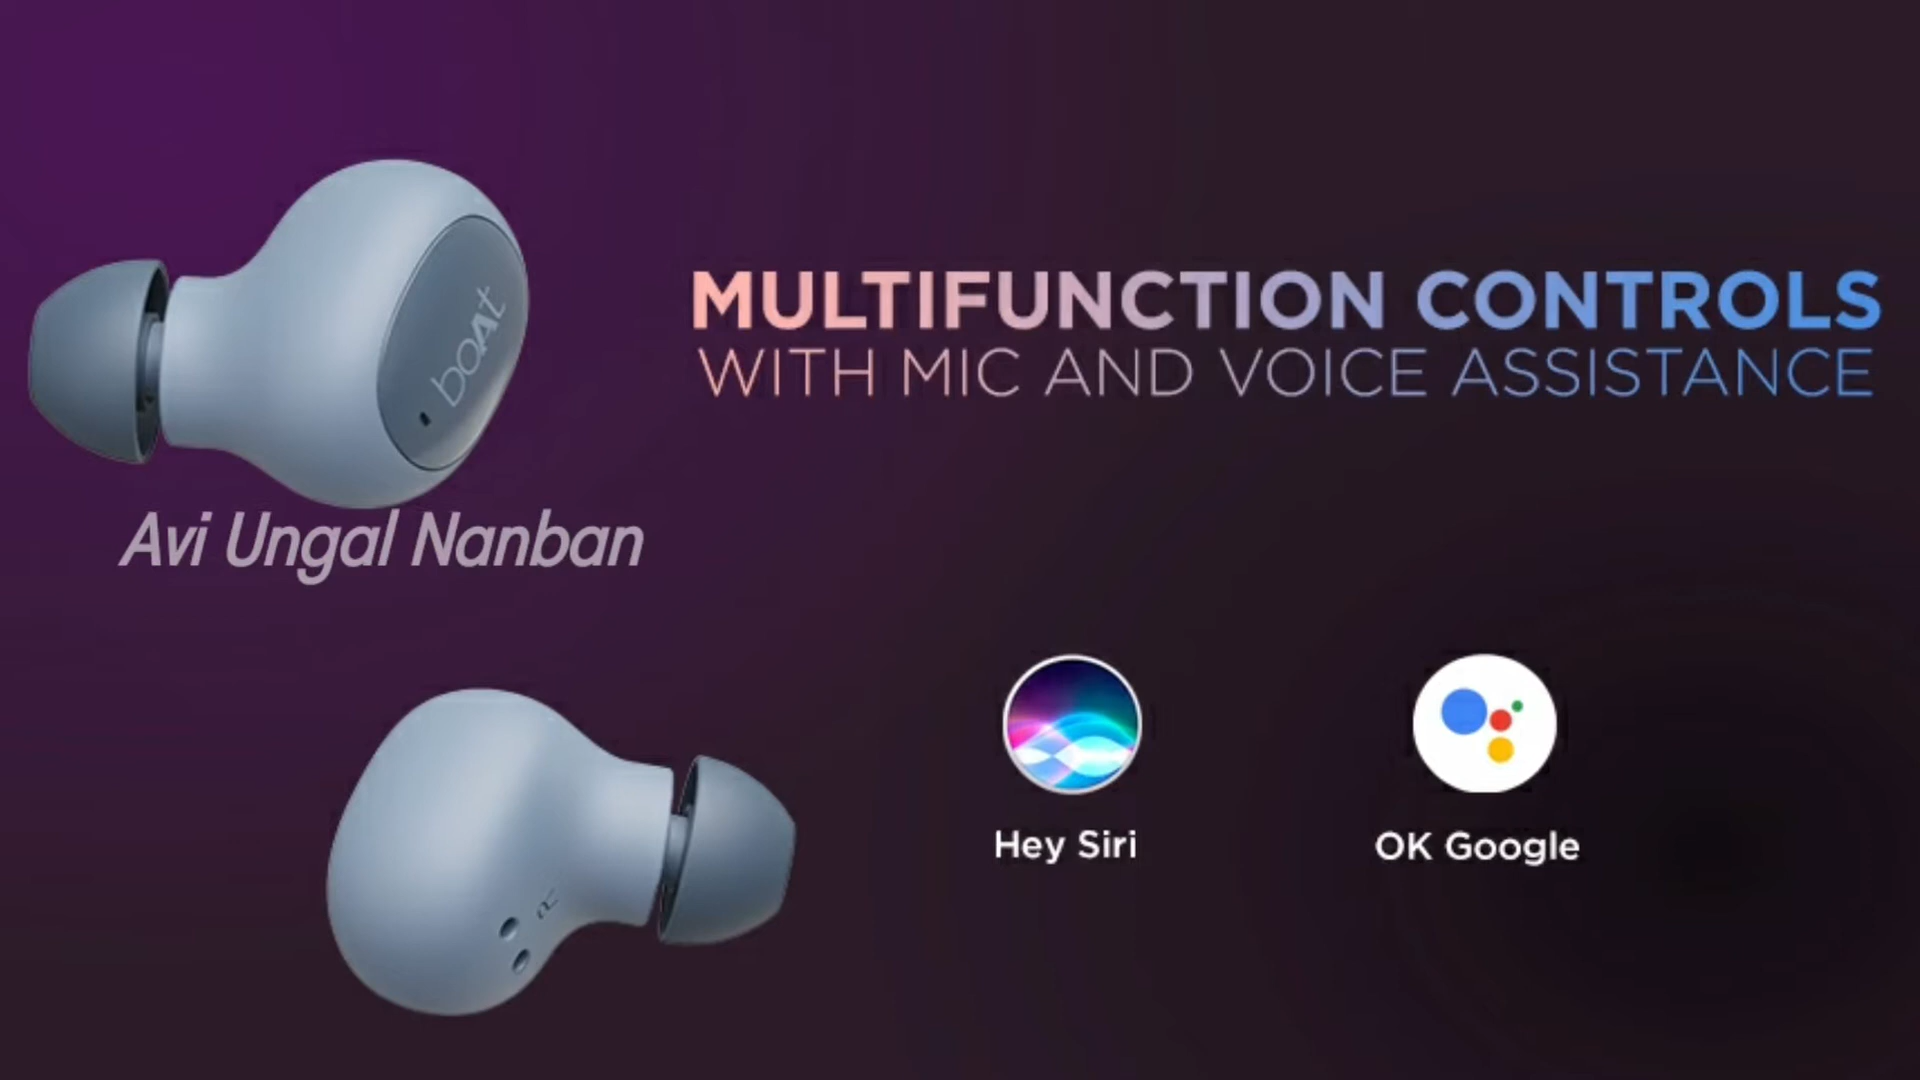 boAt
MULTIFUNCTION CONTROLS
WITH MIC AND VOICE ASSISTANCE
Avi Ungal Nanban
R
Hey Siri
OK Google